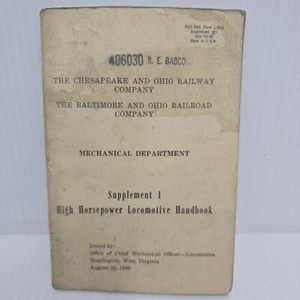 406030 R. E. BABCO
THE CHESAPEAKE AND OHIO RAILWAY
COMPANY
THE BALTIMORE AND OHIO RAILROAD
COMPANY
MECHANICAL DEPARTMENT
Supplement 1
High Horsepower Locomotive Handbook
Issued by:
Office of Chief Mechanical Officer—Locomotives
Huntington, West Virginia
August 15,